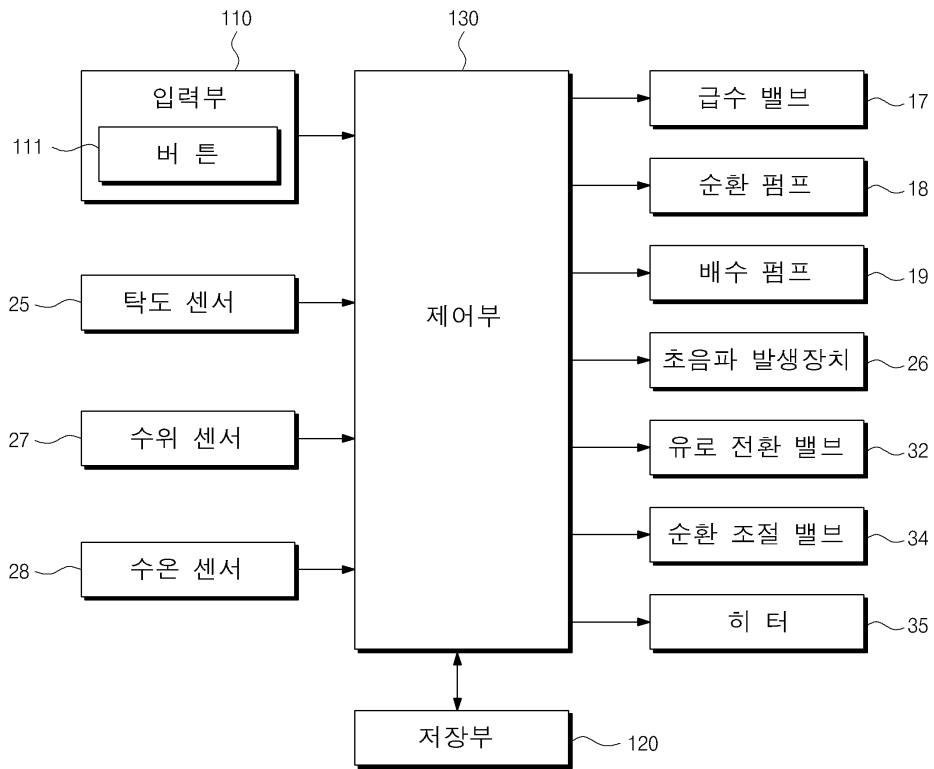 110
130
입력부
111
버 튼
25
탁도 센서
27
수위 센서
28
수온 센서
제어부
급수 밸브
17
순환 펌프
18
배수 펌프
19
초음파 발생장치
26
유로 전환 밸브
32
순환 조절 밸브
34
히 터
35
저장부
120